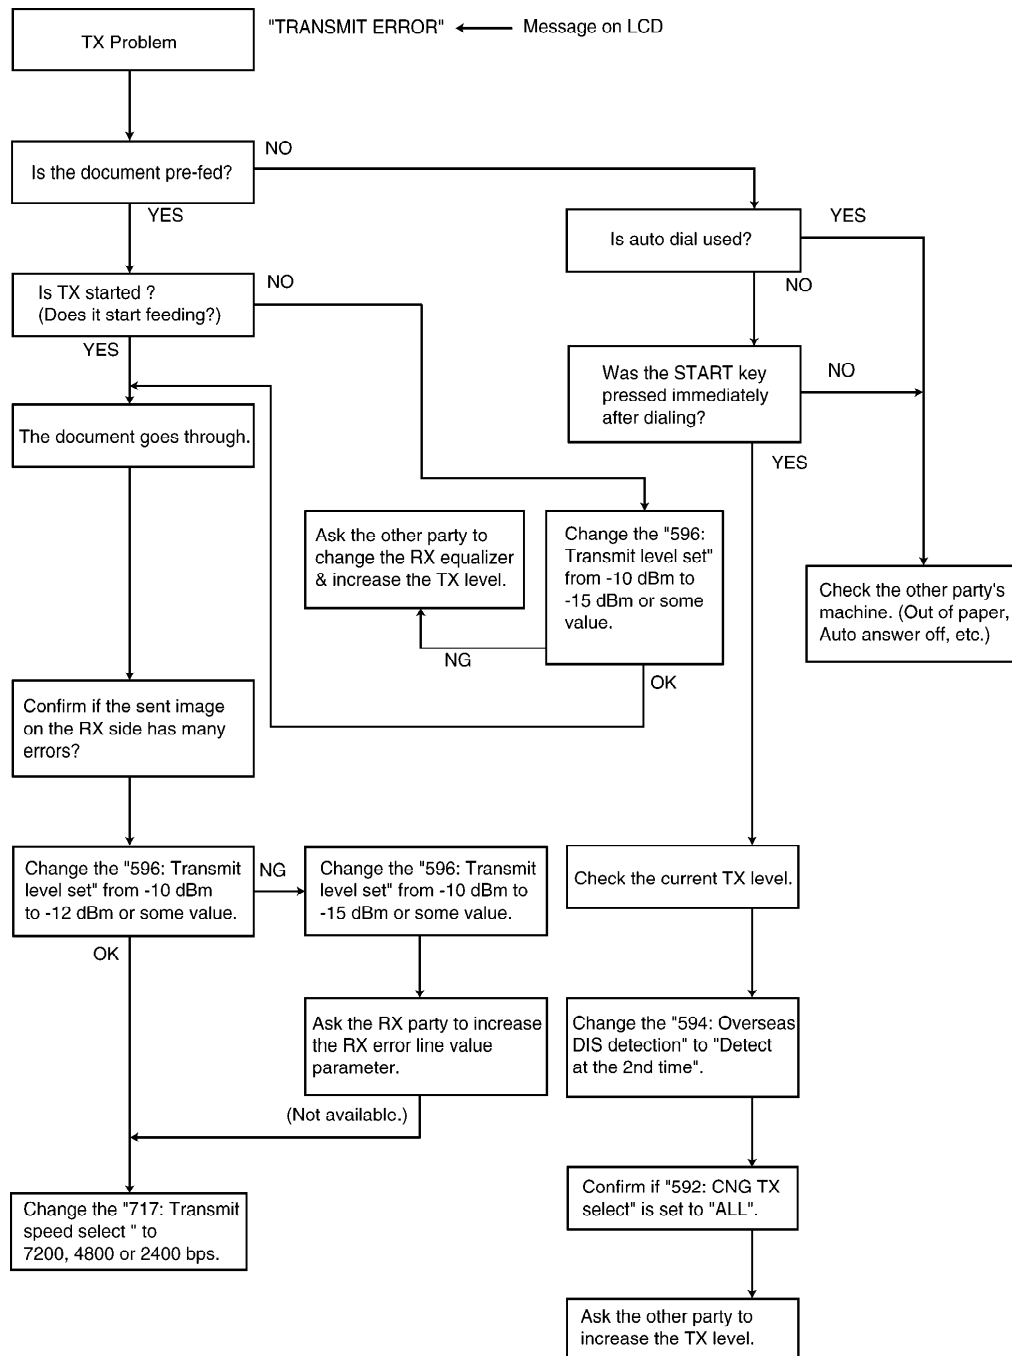 TX Problem
"TRANSMIT ERROR"
Message on LCD
Is the document pre-fed?
NO
YES
Is auto dial used?
YES
NO
Is TX started ?
(Does it start feeding?)
NO
YES
Was the START key
pressed immediately
after dialing?
NO
YES
The document goes through.
Ask the other party to
change the RX equalizer
& increase the TX level.
Change the "596:
Transmit level set"
from -10 dBm to
-15 dBm or some
value.
NG
OK
Check the other party's
machine. (Out of paper,
Auto answer off, etc.)
Confirm if the sent image
on the RX side has many
errors?
Change the "596: Transmit
level set" from -10 dBm
to -12 dBm or some value.
NG
OK
Change the "596: Transmit
level set" from -10 dBm to
-15 dBm or some value.
Check the current TX level.
Ask the RX party to increase
the RX error line value
parameter.
(Not available.)
Change the "594: Overseas
DIS detection" to "Detect
at the 2nd time".
Change the "717: Transmit
speed select " to
7200, 4800 or 2400 bps.
Confirm if "592: CNG TX
select" is set to "ALL".
Ask the other party to
increase the TX level.